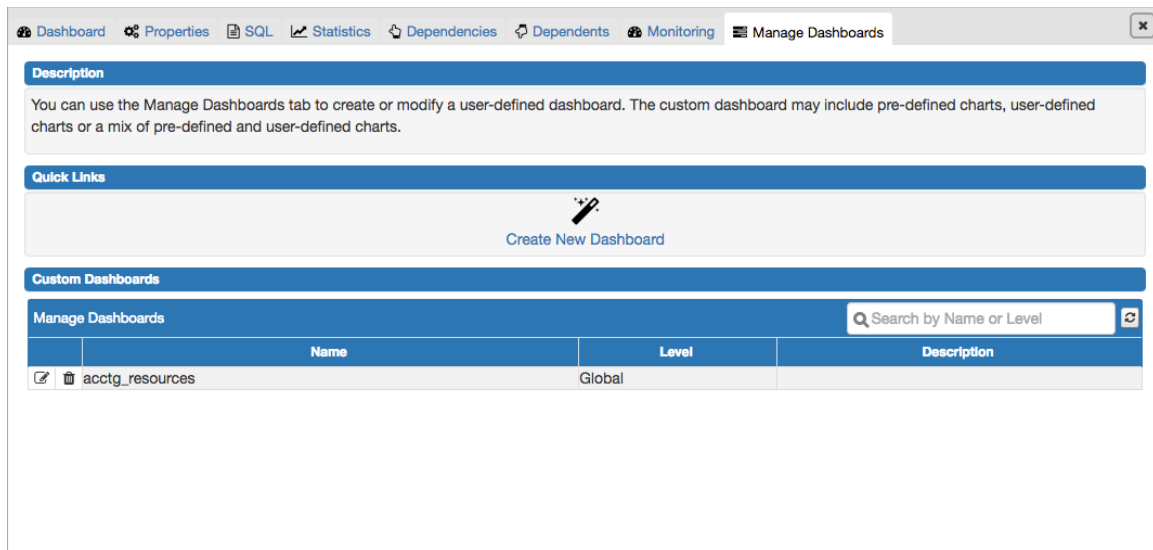 Dashboard Properties SQL Statistics Dependencies Dependents Monitoring Manage Dashboards
Description
You can use the Manage Dashboards tab to create or modify a user-defined dashboard. The custom dashboard may include pre-defined charts, user-defined
charts or a mix of pre-defined and user-defined charts.
Quick Links
Create New Dashboard
Custom Dashboards
Manage Dashboards Search by Name or Level
Name Level Description
acctg_resources Global